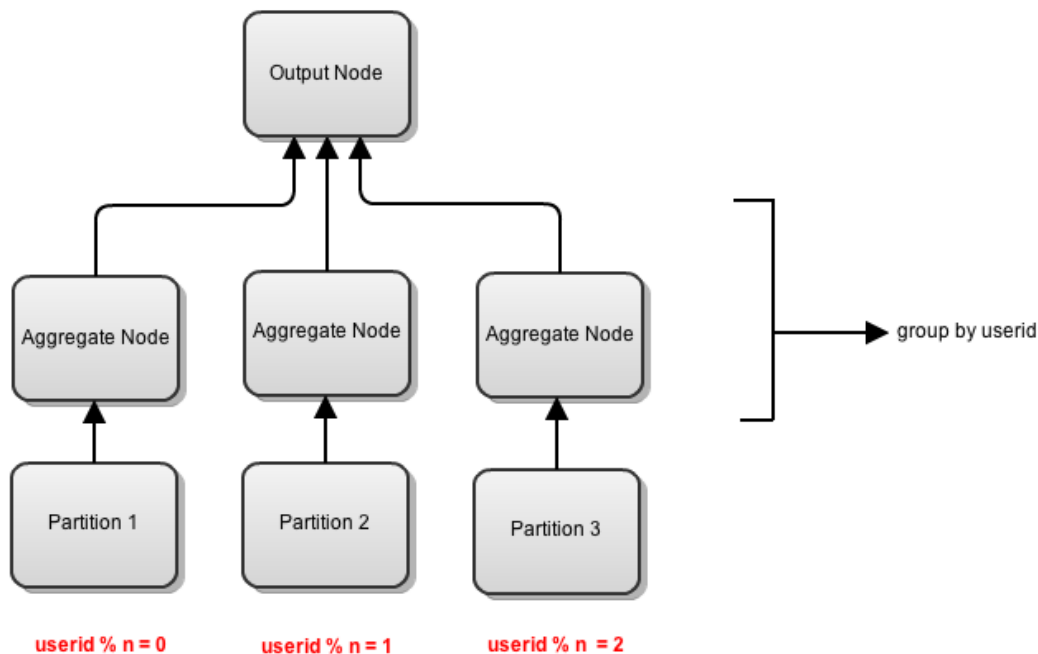 Output Node
Aggregate Node
Aggregate Node
Aggregate Node
group by userid
Partition 1
Partition 2
Partition 3
userid % n = 0
userid % n = 1
userid % n  = 2